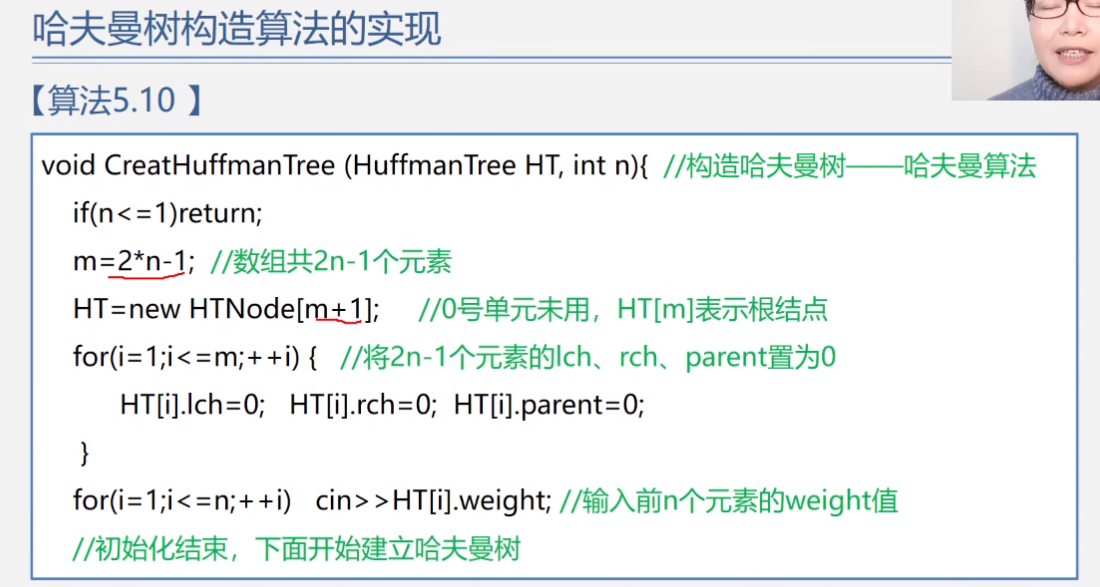 哈夫曼树构造算法的实现
【算法5.10 】
void CreatHuffmanTree (HuffmanTree HT, int n){ //构造哈夫曼树——哈夫曼算法
if(n<=1)return;
m=2*n-1; //数组共2n-1个元素
HT=new HTNode[m+1]; //0号单元未用，HT[m]表示根结点
for(i=1;i<=m;++i) { //将2n-1个元素的lch、rch、parent置为0
HT[i].lch=0; HT[i].rch=0; HT[i].parent=0;
}
for(i=1;i<=n;++i) cin>>HT[i].weight; //输入前n个元素的weight值
//初始化结束，下面开始建立哈夫曼树